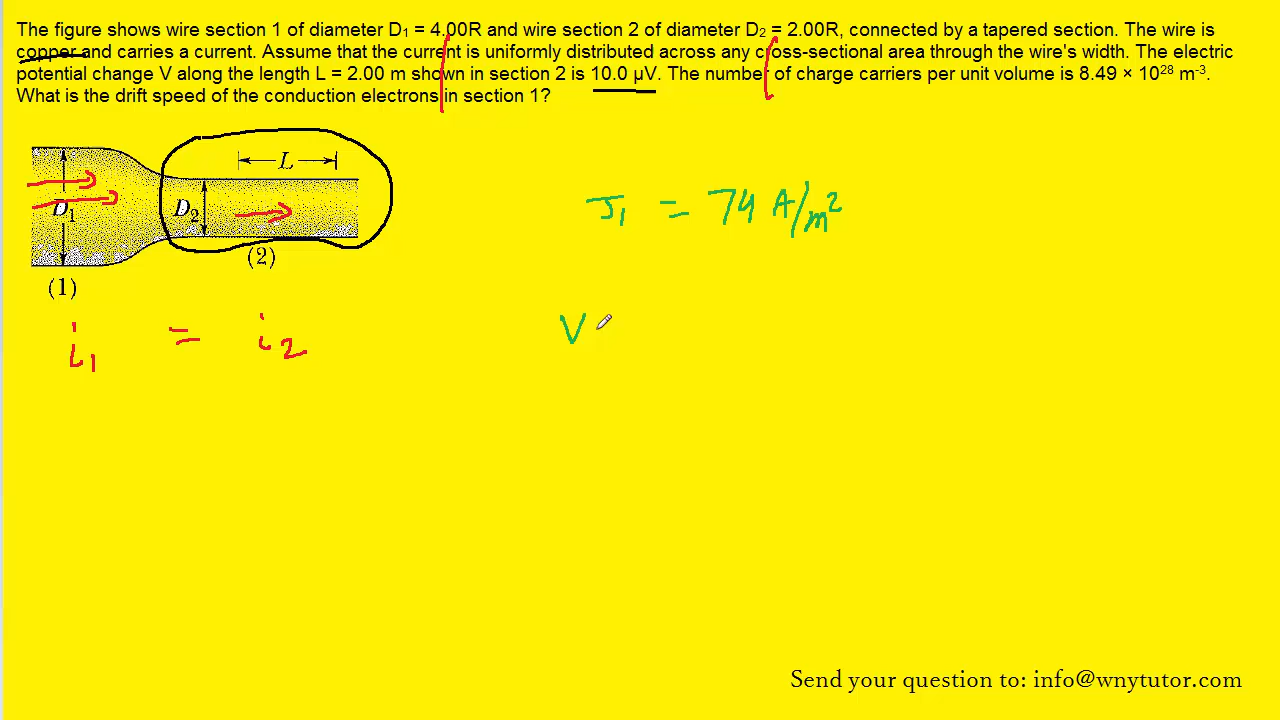 The figure shows wire section 1 of diameter D₁ = 4.00R and wire section 2 of diameter D₂ = 2.00R, connected by a tapered section. The wire is
copper and carries a current. Assume that the current is uniformly distributed across any cross-sectional area through the wire's width. The electric
potential change V along the length L = 2.00 m shown in section 2 is 10.0 µV. The number of charge carriers per unit volume is 8.49 × 10²⁸ m⁻³.
What is the drift speed of the conduction electrons in section 1?
L
D₁
D₂
(2)
(1)
J₁ = 74 A/m²
i₁ = i₂
V
Send your question to: info@wnytutor.com